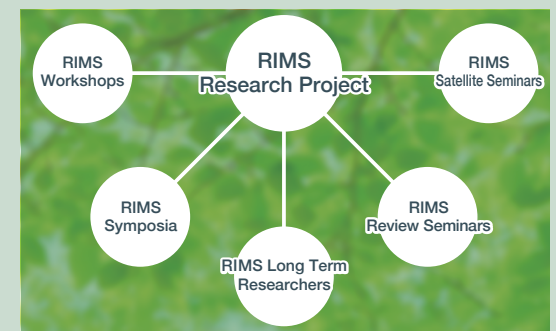 RIMS
Workshops
RIMS
Research Project
RIMS
Satellite Seminars
RIMS
Symposia
RIMS
Review Seminars
RIMS Long Term
Researchers